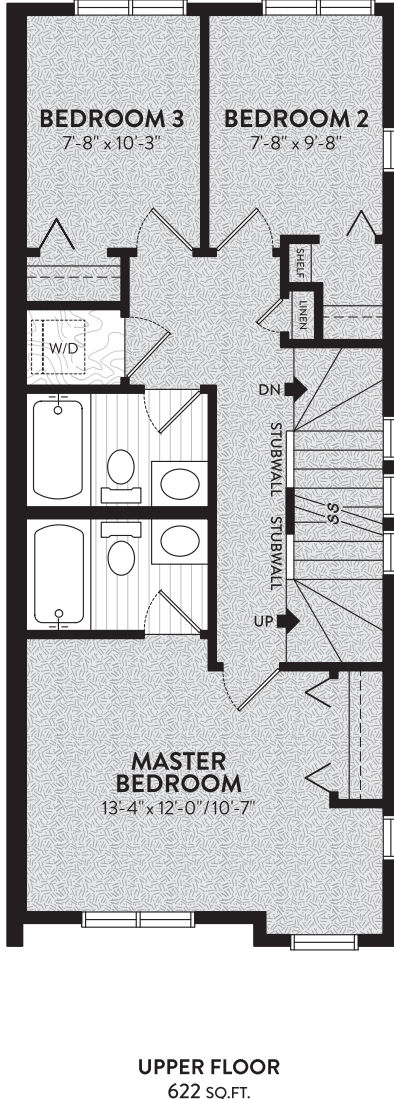 BEDROOM 3
7'-8" x 10'-3"
BEDROOM 2
7'-8" x 9'-8"
SHELF
LINEN
W/D
DN
STUBWALL
SS
STUBWALL
UP
MASTER
BEDROOM
13'-4" x 12'-0"/10'-7"
UPPER FLOOR
622 SQ.FT.